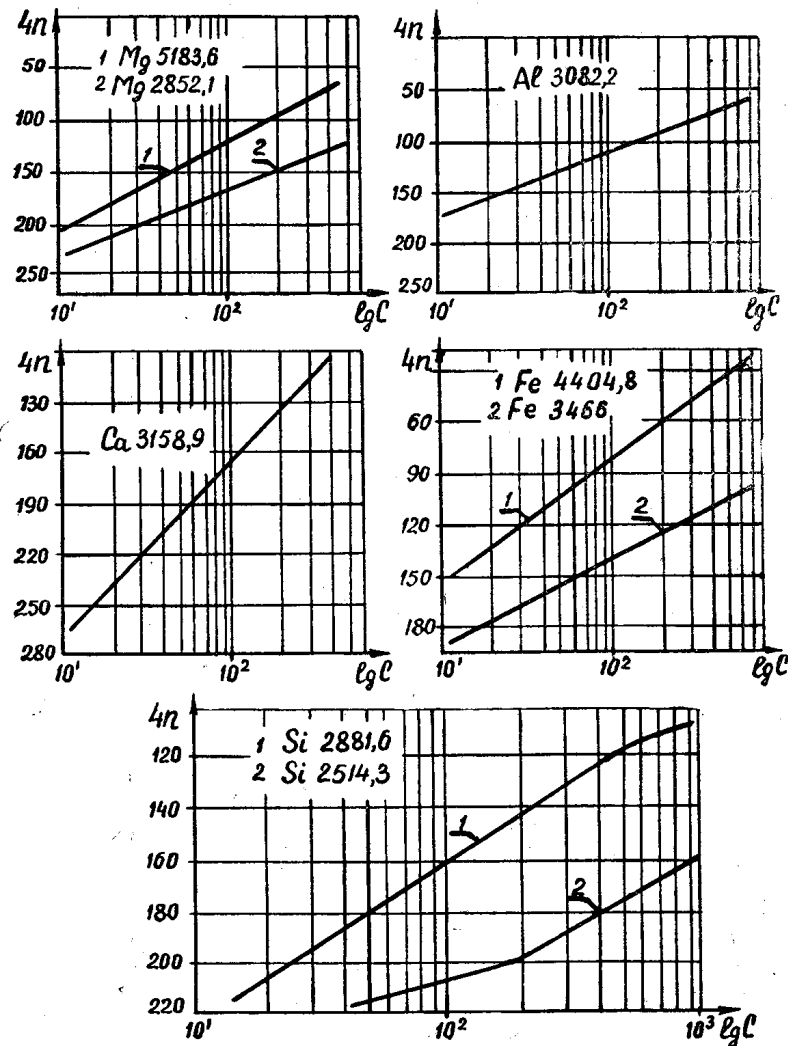 4n
1 Mg 5183,6
2 Mg 2852,1
50
100
150
200
250
1
2
10¹
10²
lgC
4n
Al 3082,2
50
100
150
200
250
10¹
10²
lgC
4n
Ca 3158,9
130
160
190
220
250
280
10¹
10²
lgC
4n
1 Fe 4404,8
2 Fe 3466
60
90
120
150
180
1
2
10¹
10²
lgC
4n
1 Si 2881,6
2 Si 2514,3
120
140
160
180
200
220
1
2
10¹
10²
10³
lgC